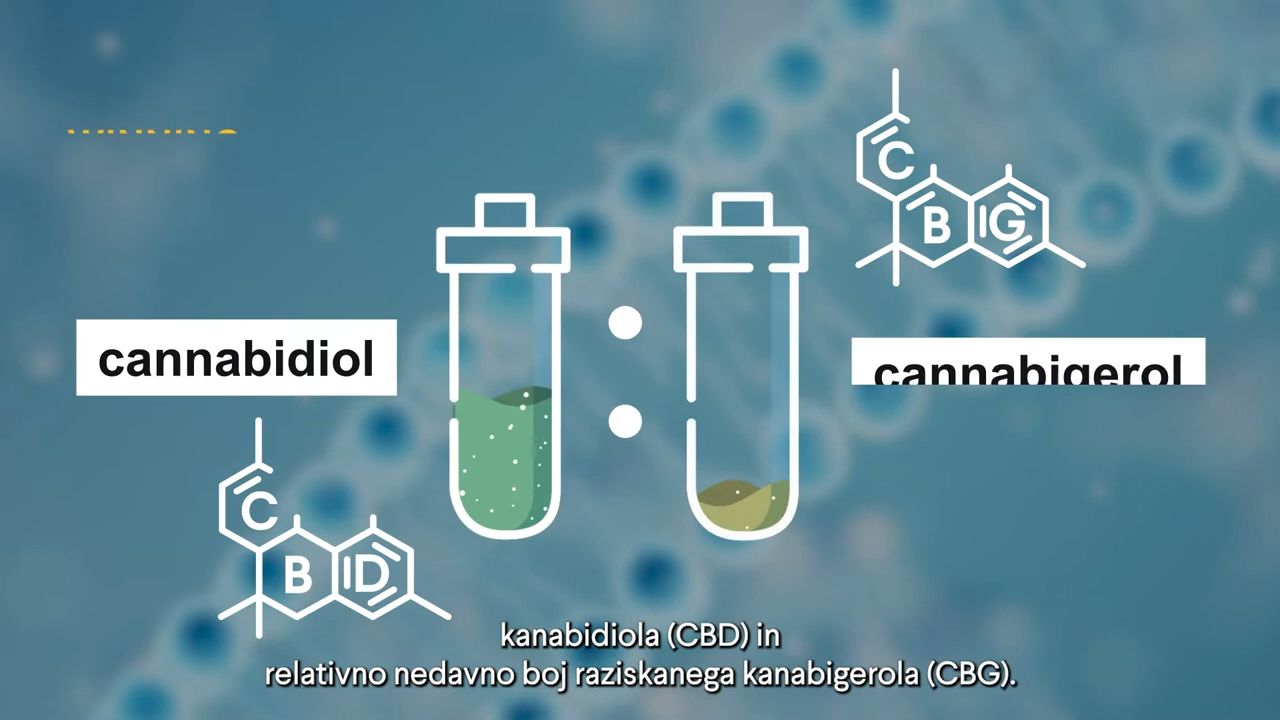 cannabidiol
cannabigerol
C
B
G
C
B
D
kanabidiola (CBD) in
relativno nedavno boj raziskanega kanabigerola (CBG).